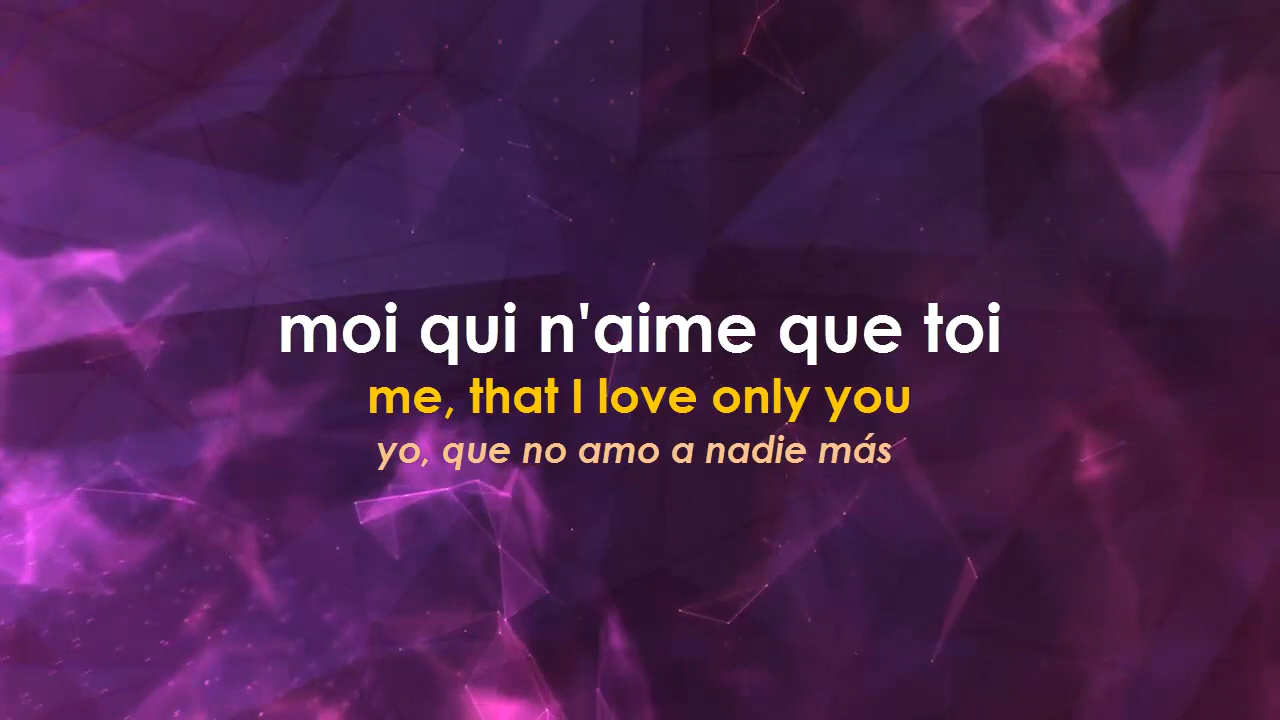 moi qui n'aime que toi
me, that I love only you
yo, que no amo a nadie más